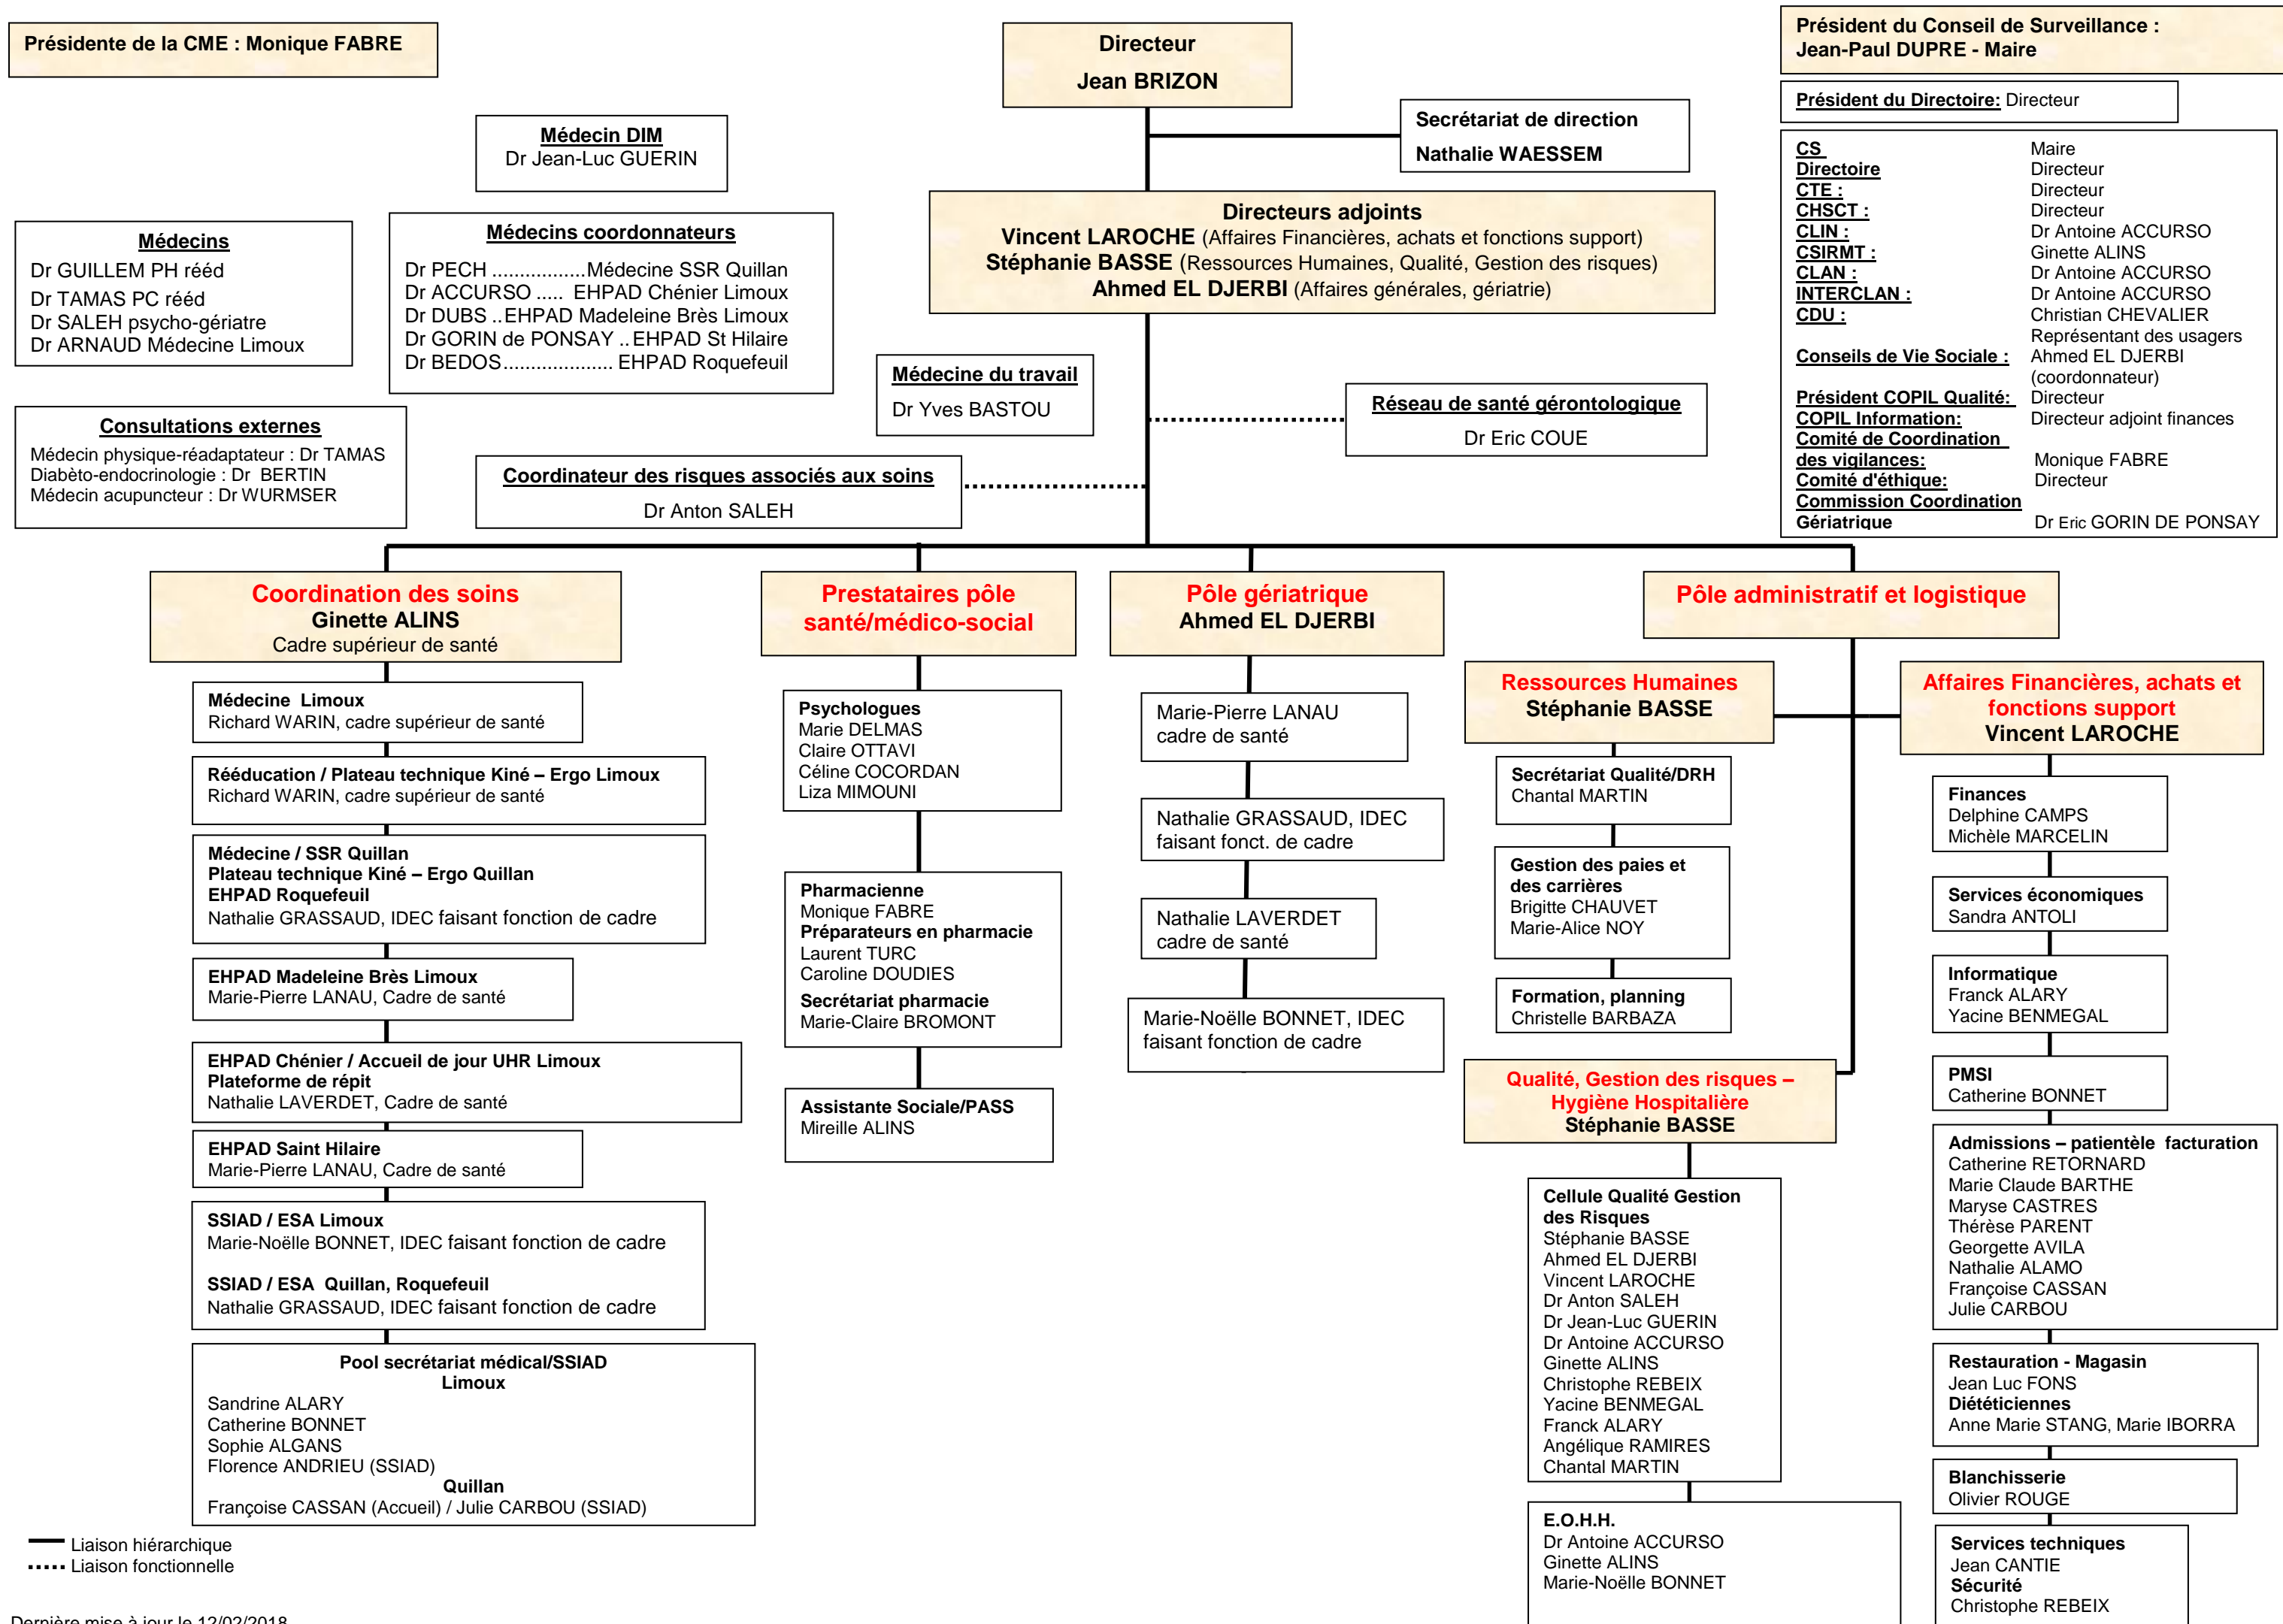 Présidente de la CME : Monique FABRE
Directeur
Jean BRIZON
Président du Conseil de Surveillance :
Jean-Paul DUPRE - Maire
Président du Directoire: Directeur
Secrétariat de direction
Nathalie WAESSEM
Médecin DIM
Dr Jean-Luc GUERIN
CS Maire
Directoire Directeur
CTE : Directeur
CHSCT : Directeur
CLIN : Dr Antoine ACCURSO
CSIRMT : Ginette ALINS
CLAN : Dr Antoine ACCURSO
INTERCLAN : Dr Antoine ACCURSO
CDU : Christian CHEVALIER
Représentant des usagers
Conseils de Vie Sociale : Ahmed EL DJERBI
(coordonnateur)
Président COPIL Qualité: Directeur
COPIL Information: Directeur adjoint finances
Comité de Coordination
des vigilances: Monique FABRE
Comité d'éthique: Directeur
Commission Coordination
Gériatrique Dr Eric GORIN DE PONSAY
Directeurs adjoints
Vincent LAROCHE (Affaires Financières, achats et fonctions support)
Stéphanie BASSE (Ressources Humaines, Qualité, Gestion des risques)
Ahmed EL DJERBI (Affaires générales, gériatrie)
Médecins
Dr GUILLEM PH rééd
Dr TAMAS PC rééd
Dr SALEH psycho-gériatre
Dr ARNAUD Médecine Limoux
Médecins coordonnateurs
Dr PECH .................Médecine SSR Quillan
Dr ACCURSO ..... EHPAD Chénier Limoux
Dr DUBS ..EHPAD Madeleine Brès Limoux
Dr GORIN de PONSAY ..EHPAD St Hilaire
Dr BEDOS.................... EHPAD Roquefeuil
Médecine du travail
Dr Yves BASTOU
Réseau de santé gérontologique
Dr Eric COUE
Consultations externes
Médecin physique-réadaptateur : Dr TAMAS
Diabèto-endocrinologie : Dr BERTIN
Médecin acupuncteur : Dr WURMSER
Coordinateur des risques associés aux soins
Dr Anton SALEH
Coordination des soins
Ginette ALINS
Cadre supérieur de santé
Médecine Limoux
Richard WARIN, cadre supérieur de santé
Rééducation / Plateau technique Kiné – Ergo Limoux
Richard WARIN, cadre supérieur de santé
Médecine / SSR Quillan
Plateau technique Kiné – Ergo Quillan
EHPAD Roquefeuil
Nathalie GRASSAUD, IDEC faisant fonction de cadre
EHPAD Madeleine Brès Limoux
Marie-Pierre LANAU, Cadre de santé
EHPAD Chénier / Accueil de jour UHR Limoux
Plateforme de répit
Nathalie LAVERDET, Cadre de santé
EHPAD Saint Hilaire
Marie-Pierre LANAU, Cadre de santé
SSIAD / ESA Limoux
Marie-Noëlle BONNET, IDEC faisant fonction de cadre
SSIAD / ESA Quillan, Roquefeuil
Nathalie GRASSAUD, IDEC faisant fonction de cadre
Pool secrétariat médical/SSIAD
Limoux
Sandrine ALARY
Catherine BONNET
Sophie ALGANS
Florence ANDRIEU (SSIAD)
Quillan
Françoise CASSAN (Accueil) / Julie CARBOU (SSIAD)
Prestataires pôle
santé/médico-social
Psychologues
Marie DELMAS
Claire OTTAVI
Céline COCORDAN
Liza MIMOUNI
Pharmacienne
Monique FABRE
Préparateurs en pharmacie
Laurent TURC
Caroline DOUDIES
Secrétariat pharmacie
Marie-Claire BROMONT
Assistante Sociale/PASS
Mireille ALINS
Pôle gériatrique
Ahmed EL DJERBI
Marie-Pierre LANAU
cadre de santé
Nathalie GRASSAUD, IDEC
faisant fonct. de cadre
Nathalie LAVERDET
cadre de santé
Marie-Noëlle BONNET, IDEC
faisant fonction de cadre
Pôle administratif et logistique
Ressources Humaines
Stéphanie BASSE
Secrétariat Qualité/DRH
Chantal MARTIN
Gestion des paies et
des carrières
Brigitte CHAUVET
Marie-Alice NOY
Formation, planning
Christelle BARBAZA
Qualité, Gestion des risques –
Hygiène Hospitalière
Stéphanie BASSE
Cellule Qualité Gestion
des Risques
Stéphanie BASSE
Ahmed EL DJERBI
Vincent LAROCHE
Dr Anton SALEH
Dr Jean-Luc GUERIN
Dr Antoine ACCURSO
Ginette ALINS
Christophe REBEIX
Yacine BENMEGAL
Franck ALARY
Angélique RAMIRES
Chantal MARTIN
E.O.H.H.
Dr Antoine ACCURSO
Ginette ALINS
Marie-Noëlle BONNET
Affaires Financières, achats et
fonctions support
Vincent LAROCHE
Finances
Delphine CAMPS
Michèle MARCELIN
Services économiques
Sandra ANTOLI
Informatique
Franck ALARY
Yacine BENMEGAL
PMSI
Catherine BONNET
Admissions – patientèle facturation
Catherine RETORNARD
Marie Claude BARTHE
Maryse CASTRES
Thérèse PARENT
Georgette AVILA
Nathalie ALAMO
Françoise CASSAN
Julie CARBOU
Restauration - Magasin
Jean Luc FONS
Diététiciennes
Anne Marie STANG, Marie IBORRA
Blanchisserie
Olivier ROUGE
Services techniques
Jean CANTIE
Sécurité
Christophe REBEIX
Liaison hiérarchique
Liaison fonctionnelle
Dernière mise à jour le 12/02/2018